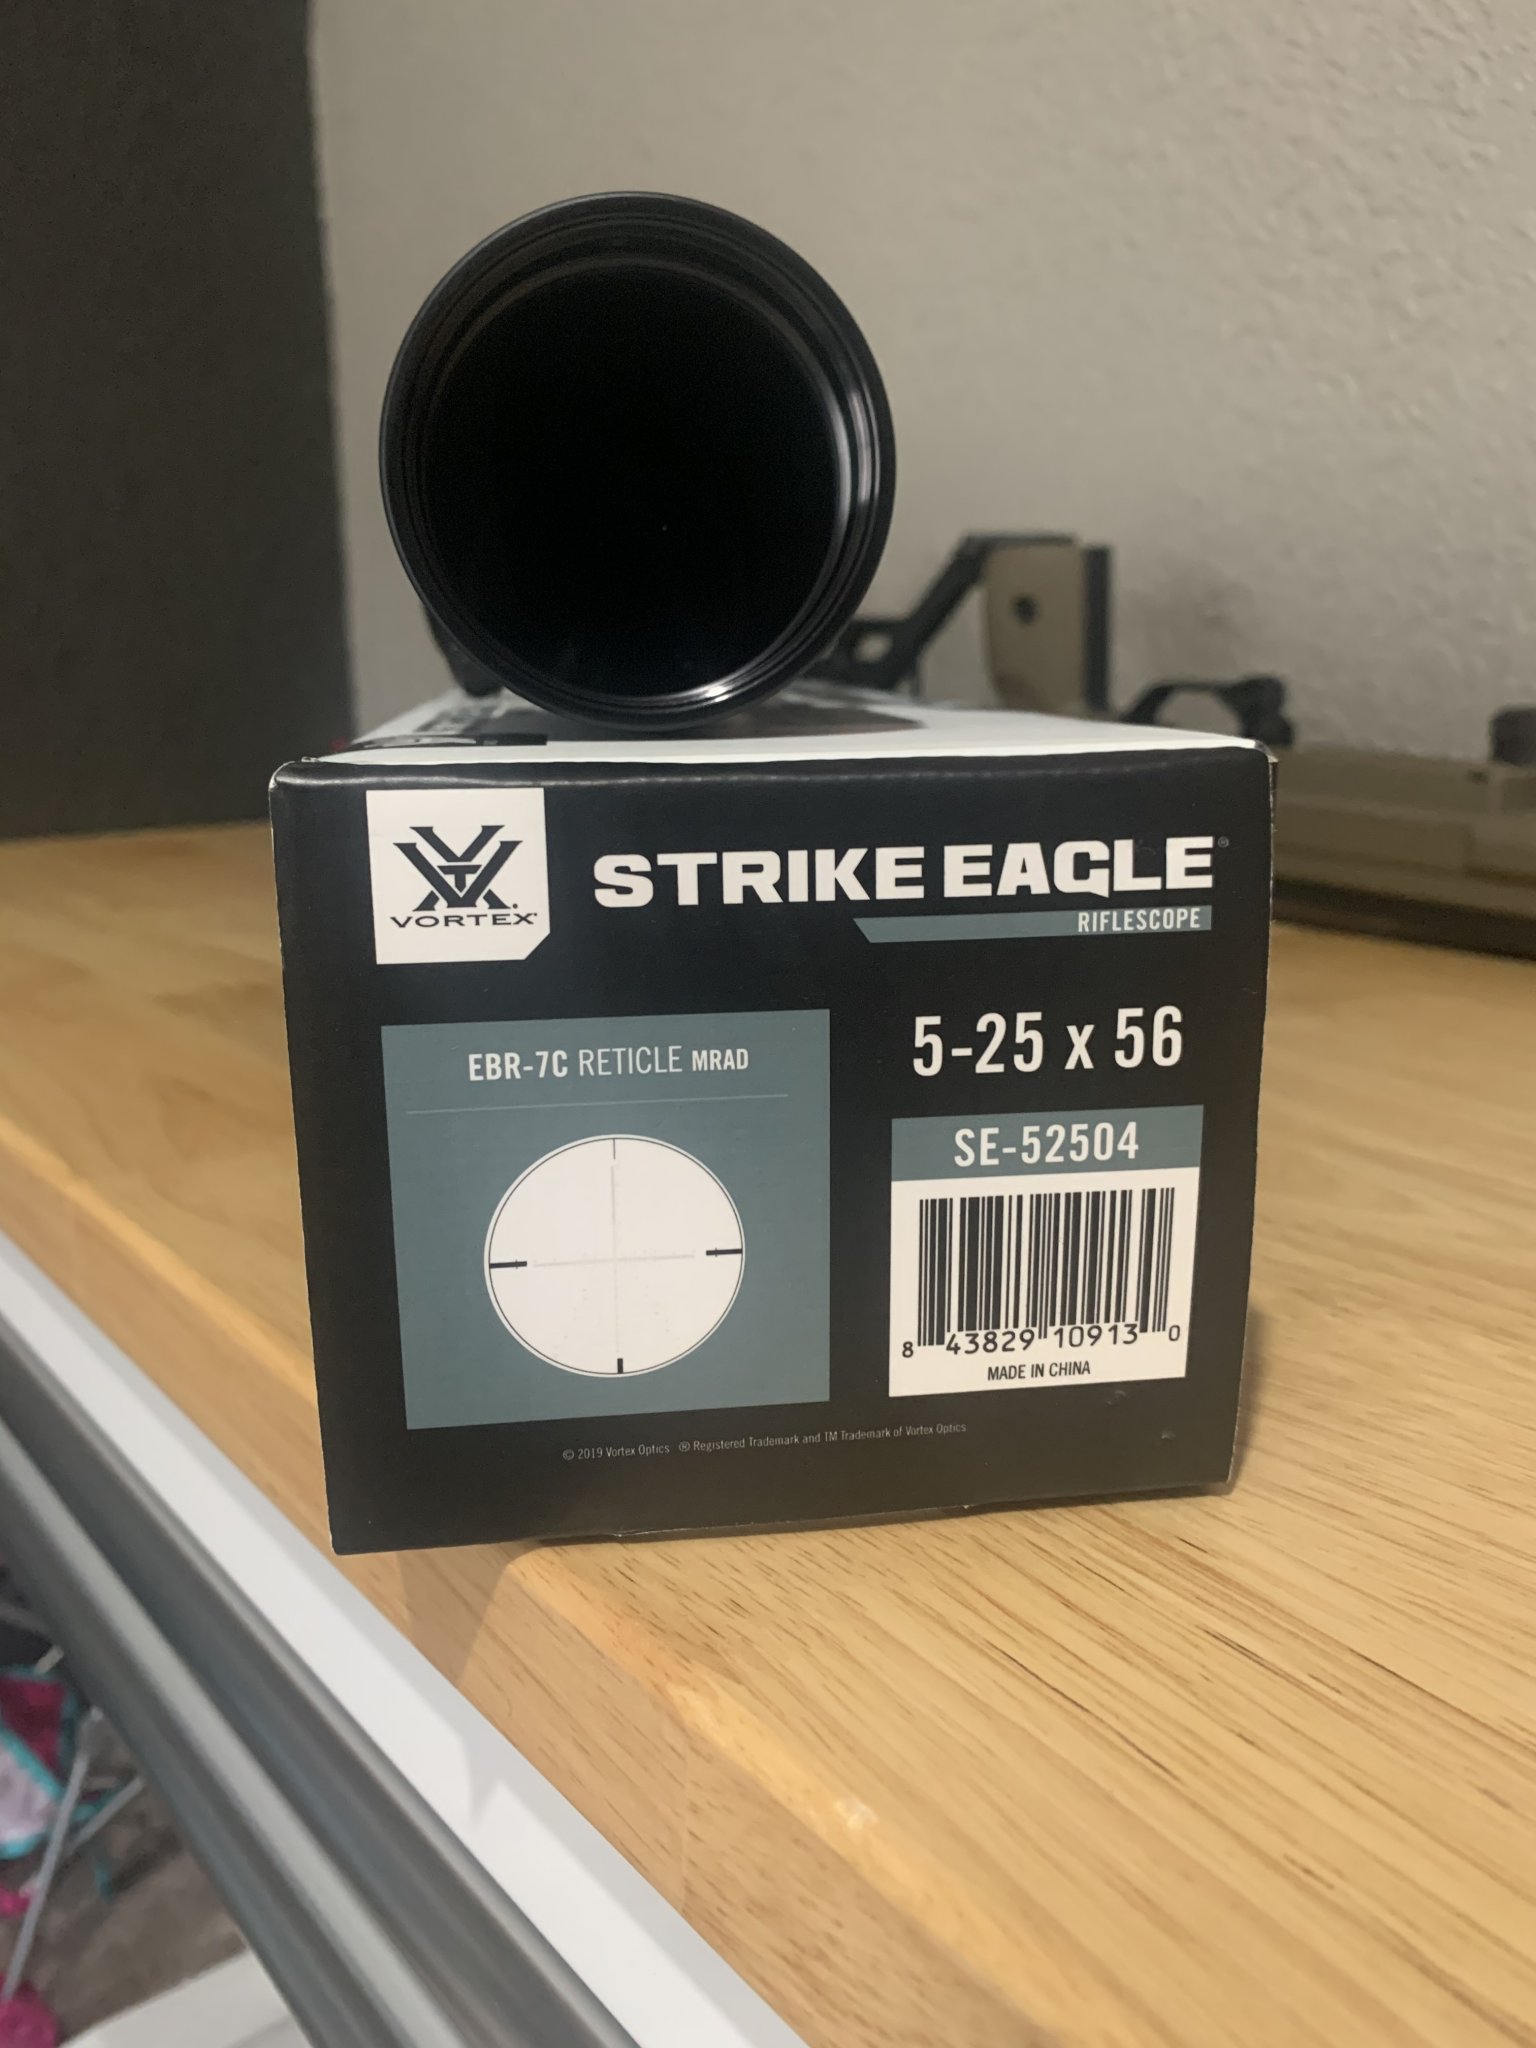 VORTEX®
STRIKE EAGLE®
RIFLESCOPE
5-25 x 56
EBR-7C RETICLE MRAD
SE-52504
8 43829 10913 0
MADE IN CHINA
© 2019 Vortex Optics ® Registered Trademark and TM Trademark of Vortex Optics